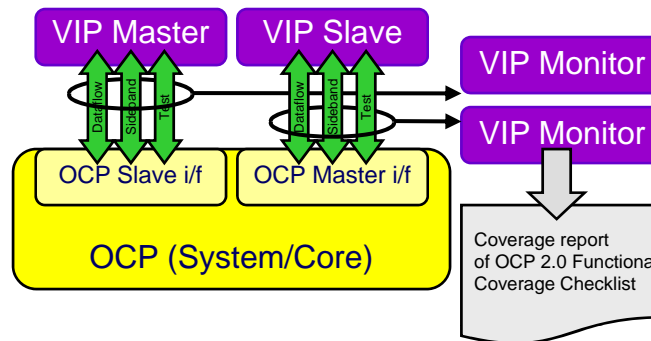 VIP Master
VIP Slave
VIP Monitor
Dataflow
Sideband
Test
Dataflow
Sideband
Test
VIP Monitor
OCP Slave i/f
OCP Master i/f
OCP (System/Core)
Coverage report
of OCP 2.0 Functiona
Coverage Checklist